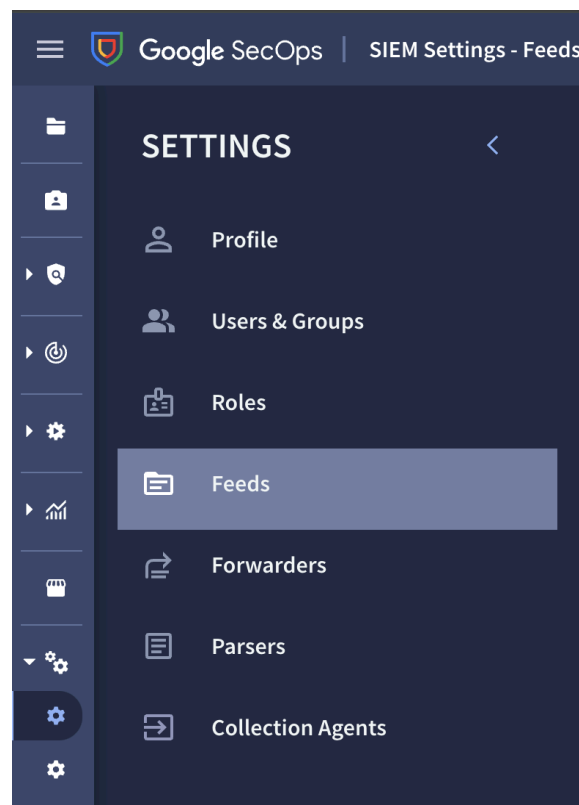 Google SecOps | SIEM Settings - Feeds
SETTINGS
Profile
Users & Groups
Roles
Feeds
Forwarders
Parsers
Collection Agents